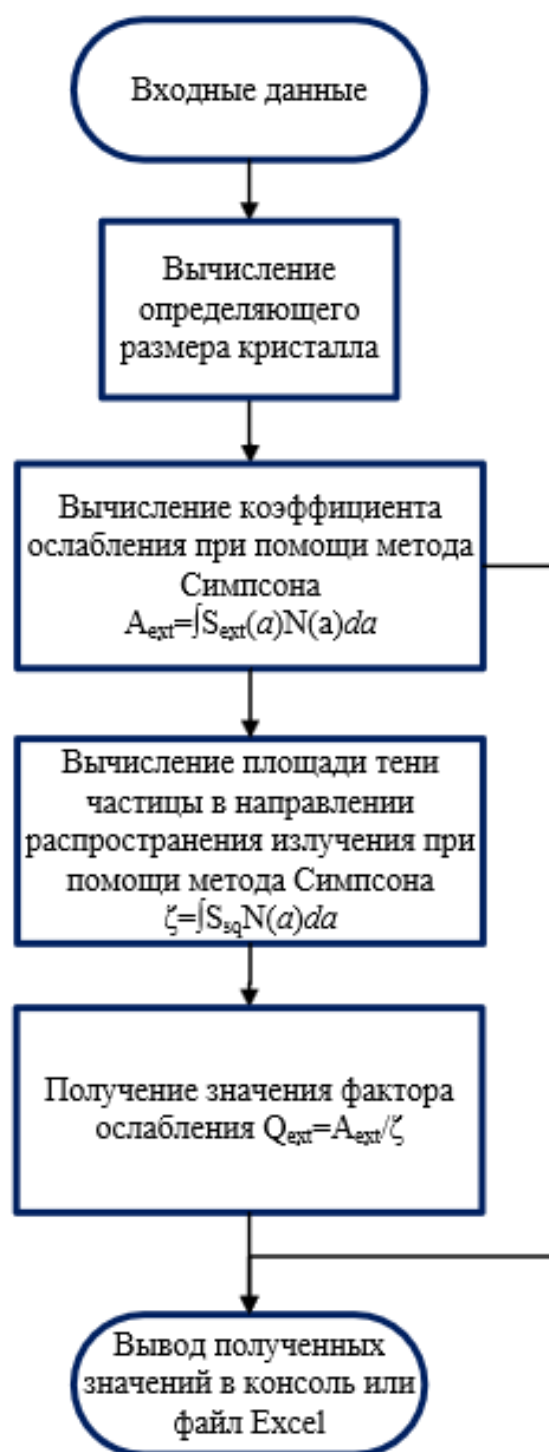 Входные данные
Вычисление
определяющего
размера кристалла
Вычисление коэффициента
ослабления при помощи метода
Симпсона
Aext=∫Sext(a)N(a)da
Вычисление площади тени
частицы в направлении
распространения излучения при
помощи метода Симпсона
ζ=∫SsqN(a)da
Получение значения фактора
ослабления Qext=Aext/ζ
Вывод полученных
значений в консоль или
файл Excel